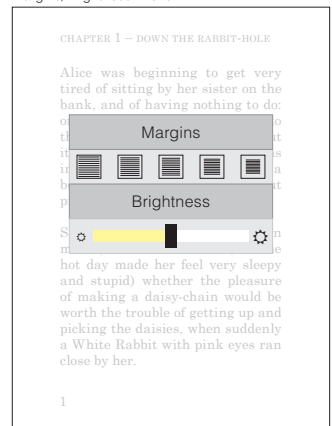 CHAPTER 1 – DOWN THE RABBIT-HOLE
Alice was beginning to get very
tired of sitting by her sister on the
bank, and of having nothing to do:
Margins
Brightness
hot day made her feel very sleepy
and stupid) whether the pleasure
of making a daisy-chain would be
worth the trouble of getting up and
picking the daisies, when suddenly
a White Rabbit with pink eyes ran
close by her.
1